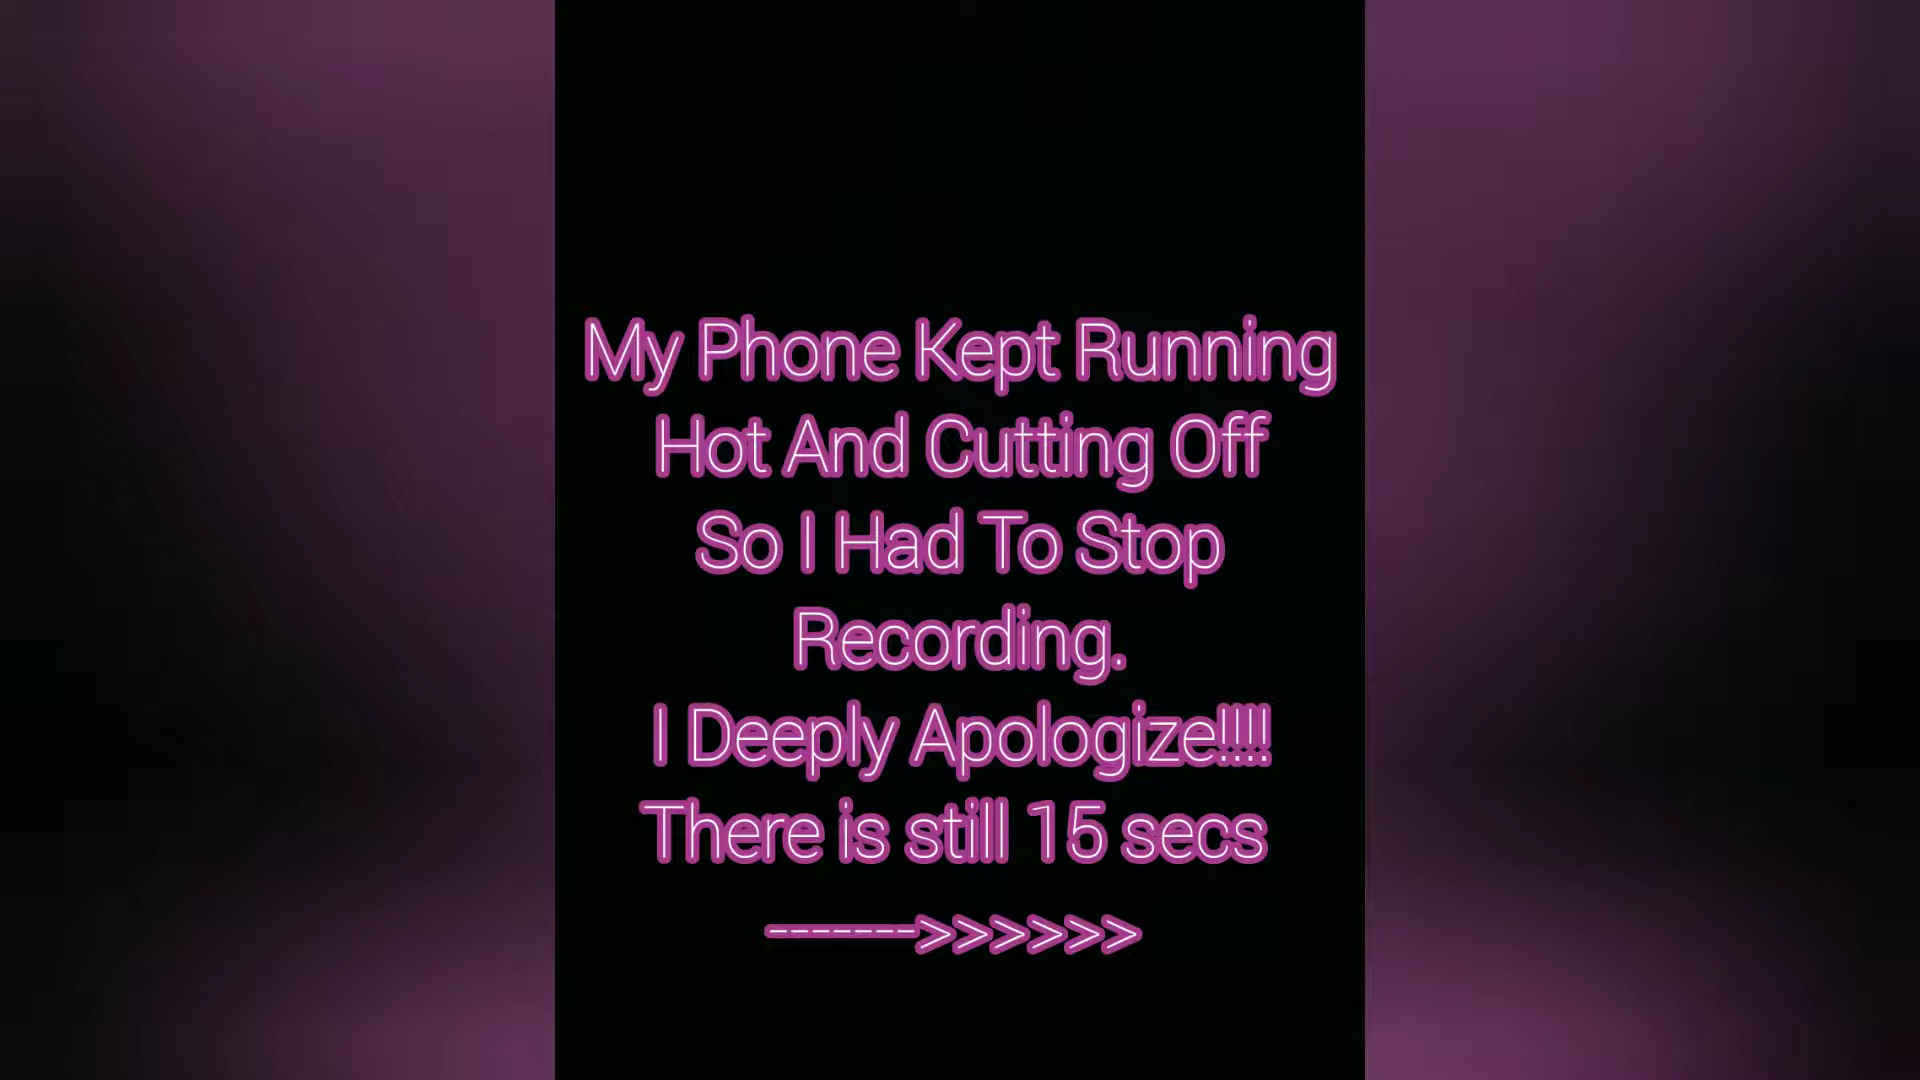 My Phone Kept Running
Hot And Cutting Off
So I Had To Stop
Recording.
I Deeply Apologize!!!!
There is still 15 secs
------->>>>>>